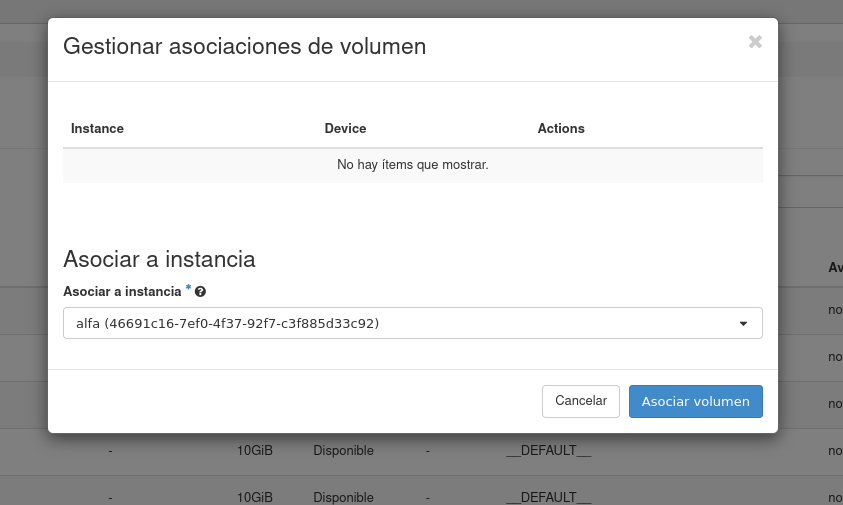 Gestionar asociaciones de volumen
Instance Device Actions
No hay ítems que mostrar.
Asociar a instancia
Asociar a instancia *
alfa (46691c16-7ef0-4f37-92f7-c3f885d33c92)
Cancelar Asociar volumen
no
no
no
- 10GiB Disponible - __DEFAULT__ no
- 10GiB Disponible - __DEFAULT__ no